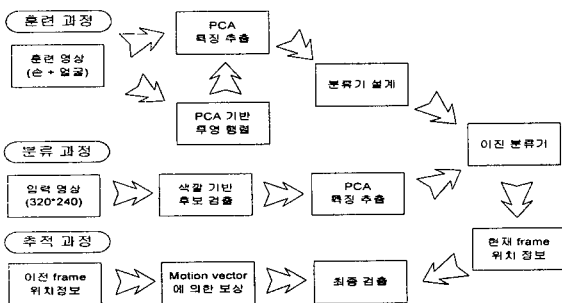 훈련 과정
훈련 영상
(손 + 얼굴)
PCA
특징 추출
PCA 기반
투영 행렬
분류기 설계
이진 분류기
분류 과정
입력 영상
(320*240)
색깔 기반
후보 검출
PCA
특징 추출
현재 frame
위치 정보
추적 과정
이전 frame
위치정보
Motion vector
에 의한 보상
최종 검출